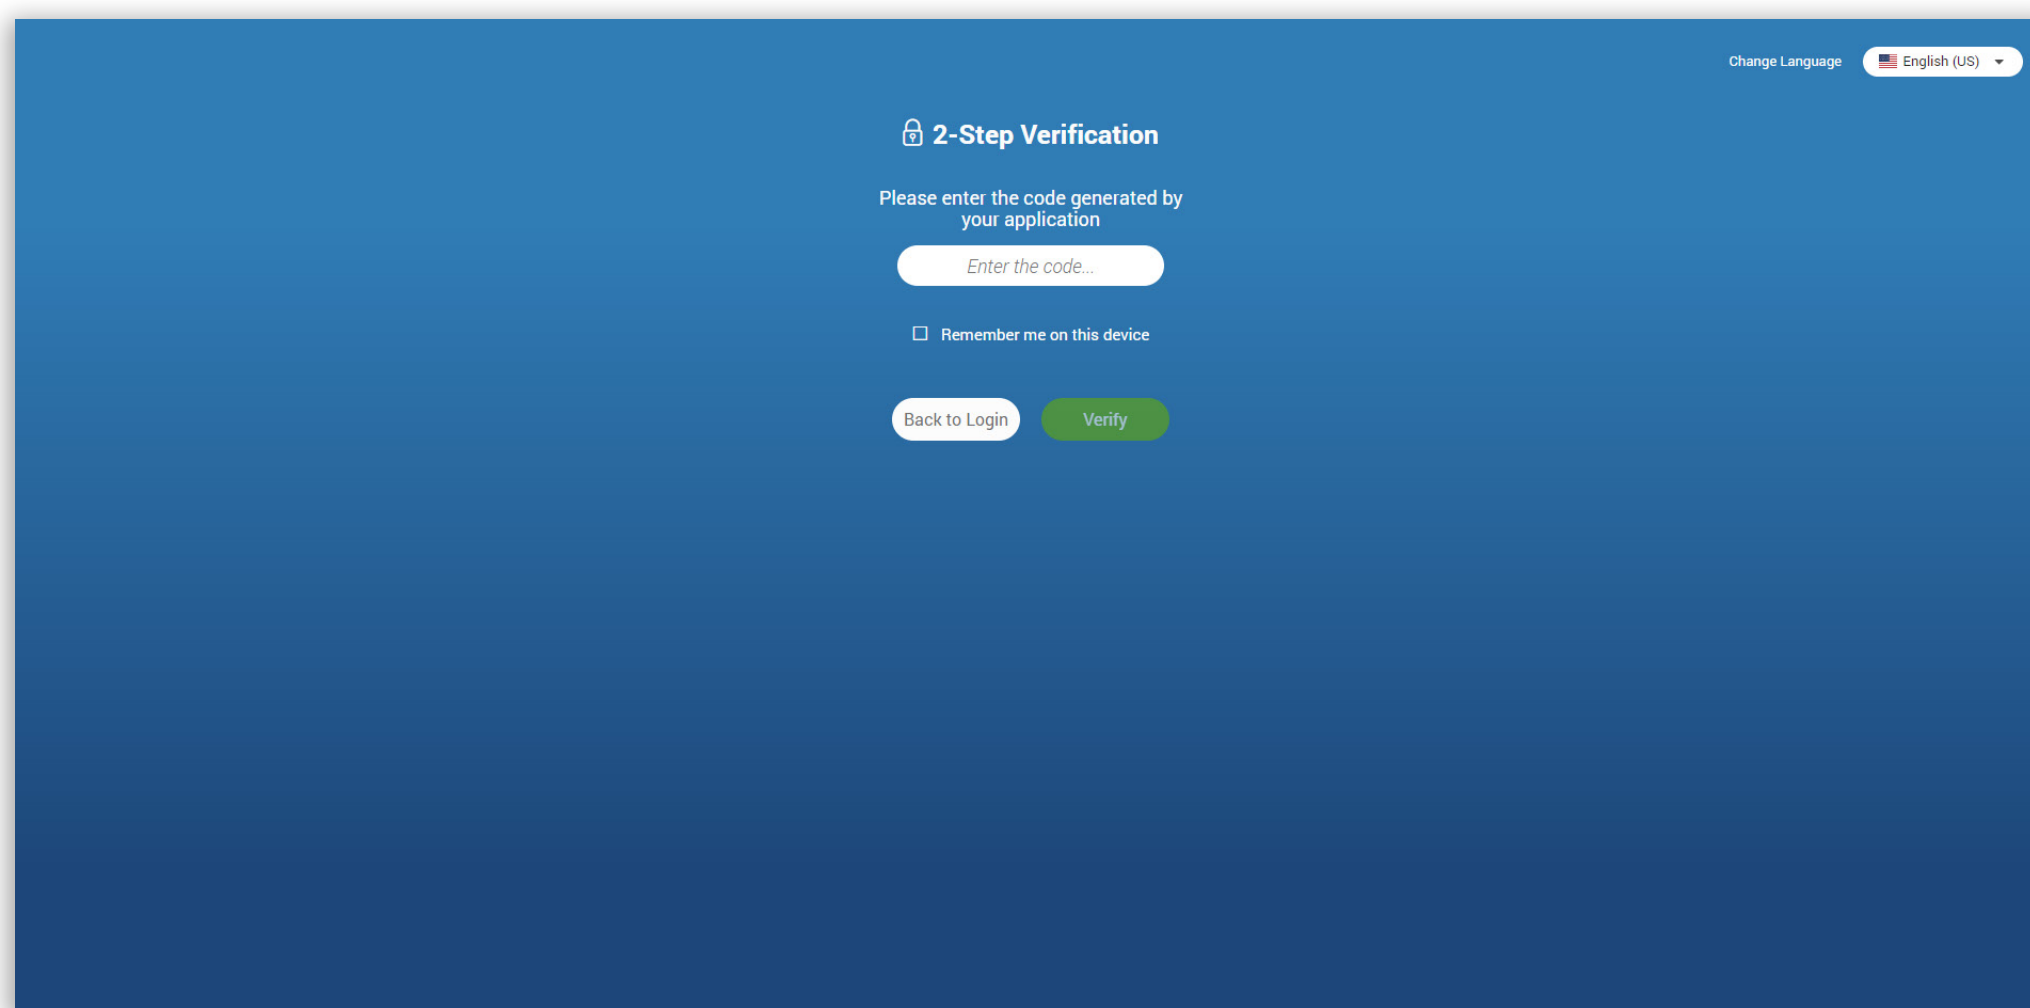 Change Language
English (US)
2-Step Verification
Please enter the code generated by
your application
Enter the code...
Remember me on this device
Back to Login
Verify